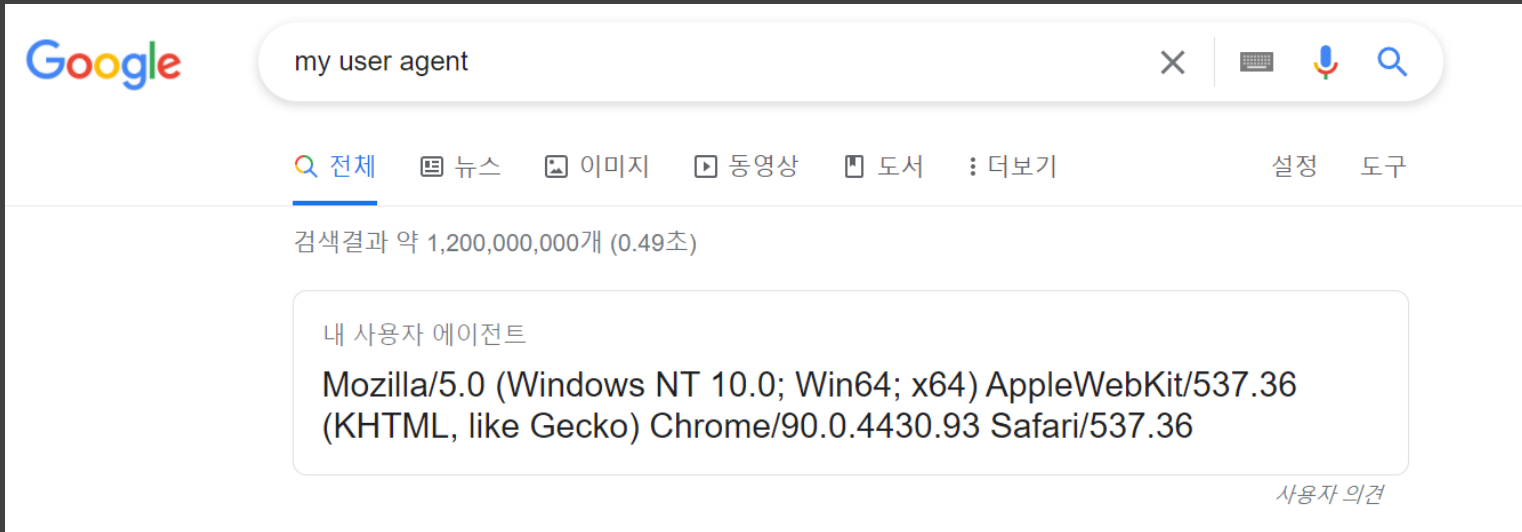 Google
my user agent
전체 뉴스 이미지 동영상 도서 더보기 설정 도구
검색결과 약 1,200,000,000개 (0.49초)
내 사용자 에이전트
Mozilla/5.0 (Windows NT 10.0; Win64; x64) AppleWebKit/537.36
(KHTML, like Gecko) Chrome/90.0.4430.93 Safari/537.36
사용자 의견